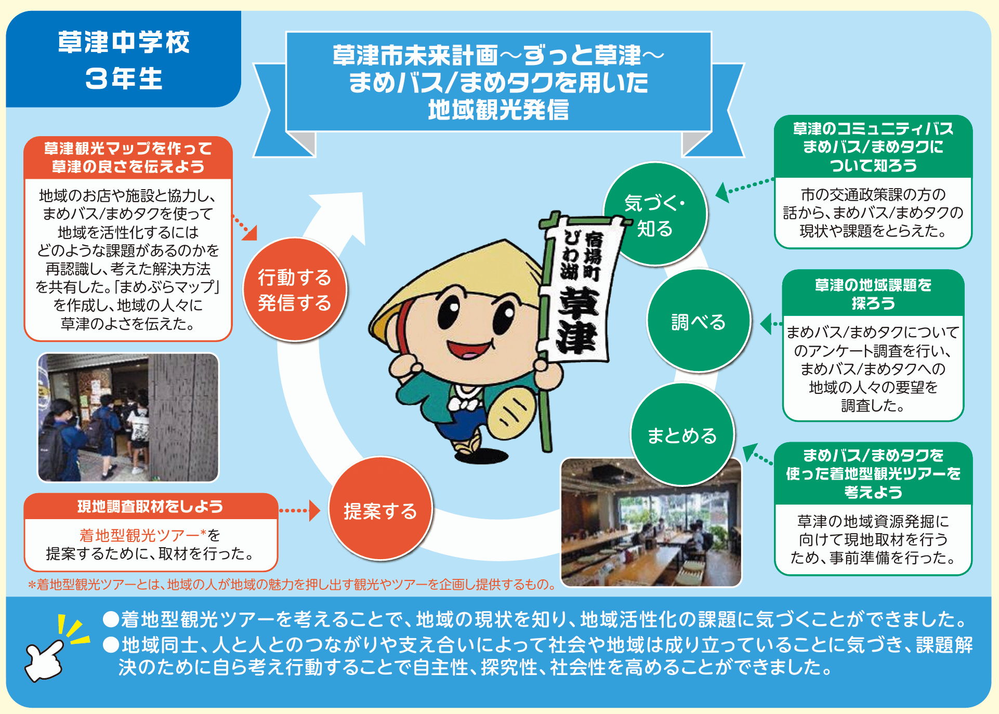 草津中学校
3年生
草津市未来計画～ずっと草津～
まめバス/まめタクを用いた
地域観光発信
草津のコミュニティバス
まめバス/まめタクに
ついて知ろう
市の交通政策課の方の
話から、まめバス/まめタクの
現状や課題をとらえた。
気づく・
知る
草津の地域課題を
探ろう
まめバス/まめタクについて
のアンケート調査を行い、
まめバス/まめタクへの
地域の人々の要望を
調査した。
調べる
まめバス/まめタクを
使った着地型観光ツアーを
考えよう
草津の地域資源発掘に
向けて現地取材を行う
ため、事前準備を行った。
まとめる
現地調査取材をしよう
着地型観光ツアー*を
提案するために、取材を行った。
提案する
草津観光マップを作って
草津の良さを伝えよう
地域のお店や施設と協力し、
まめバス/まめタクを使って
地域を活性化するには
どのような課題があるのかを
再認識し、考えた解決方法
を共有した。「まめぶらマップ」
を作成し、地域の人々に
草津のよさを伝えた。
行動する
発信する
宿場町
びわ湖
草津
*着地型観光ツアーとは、地域の人が地域の魅力を押し出す観光やツアーを企画し提供するもの。
●着地型観光ツアーを考えることで、地域の現状を知り、地域活性化の課題に気づくことができました。
●地域同士、人と人とのつながりや支え合いによって社会や地域は成り立っていることに気づき、課題解
決のために自ら考え行動することで自主性、探究性、社会性を高めることができました。